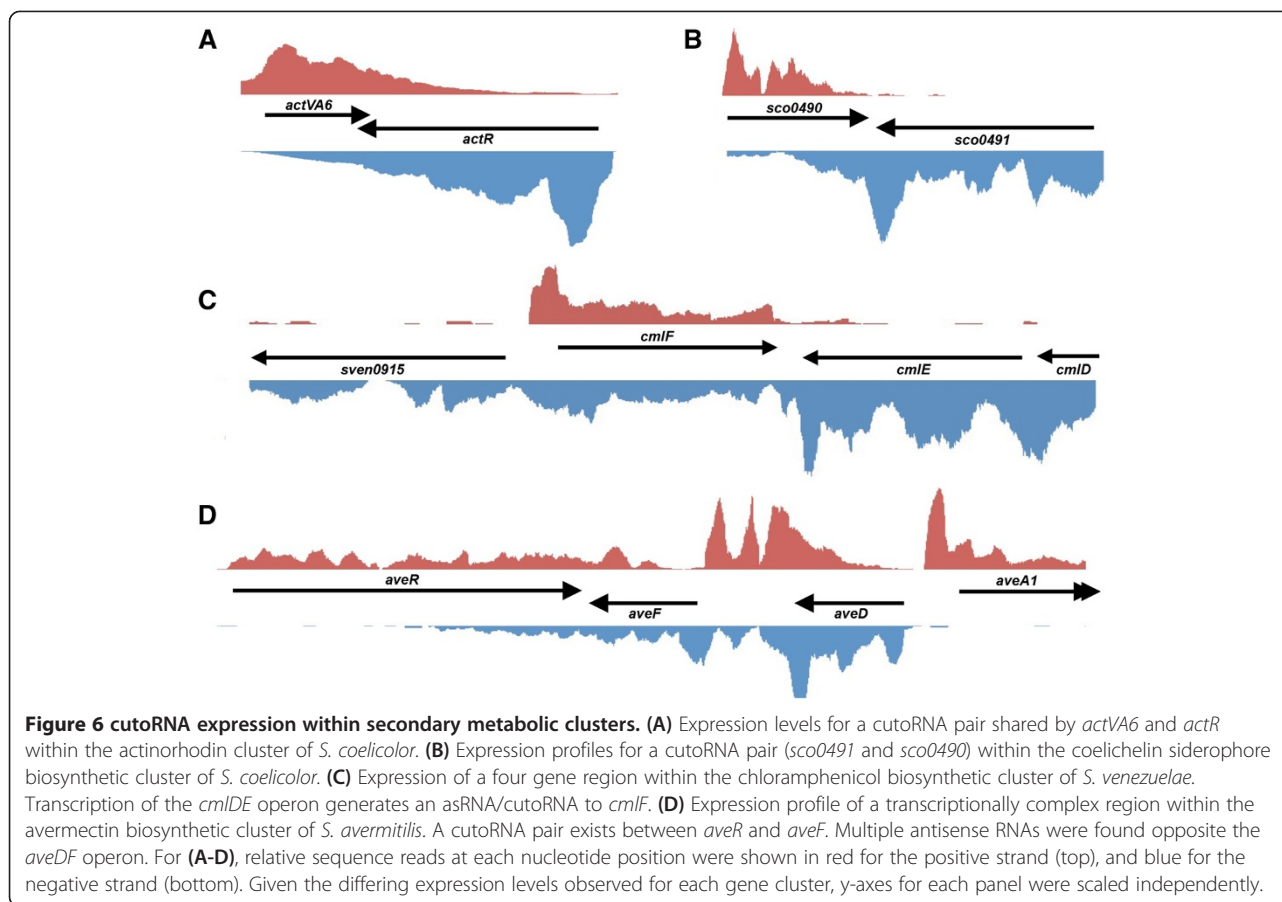 A
B
actVA6
actR
sco0490
sco0491
C
cmlF
sven0915
cmlE
cmlD
D
aveR
aveF
aveD
aveA1
Figure 6 cutoRNA expression within secondary metabolic clusters. (A) Expression levels for a cutoRNA pair shared by actVA6 and actR
within the actinorhodin cluster of S. coelicolor. (B) Expression profiles for a cutoRNA pair (sco0491 and sco0490) within the coelichelin siderophore
biosynthetic cluster of S. coelicolor. (C) Expression of a four gene region within the chloramphenicol biosynthetic cluster of S. venezuelae.
Transcription of the cmlDE operon generates an asRNA/cutoRNA to cmlF. (D) Expression profile of a transcriptionally complex region within the
avermectin biosynthetic cluster of S. avermitilis. A cutoRNA pair exists between aveR and aveF. Multiple antisense RNAs were found opposite the
aveDF operon. For (A-D), relative sequence reads at each nucleotide position were shown in red for the positive strand (top), and blue for the
negative strand (bottom). Given the differing expression levels observed for each gene cluster, y-axes for each panel were scaled independently.